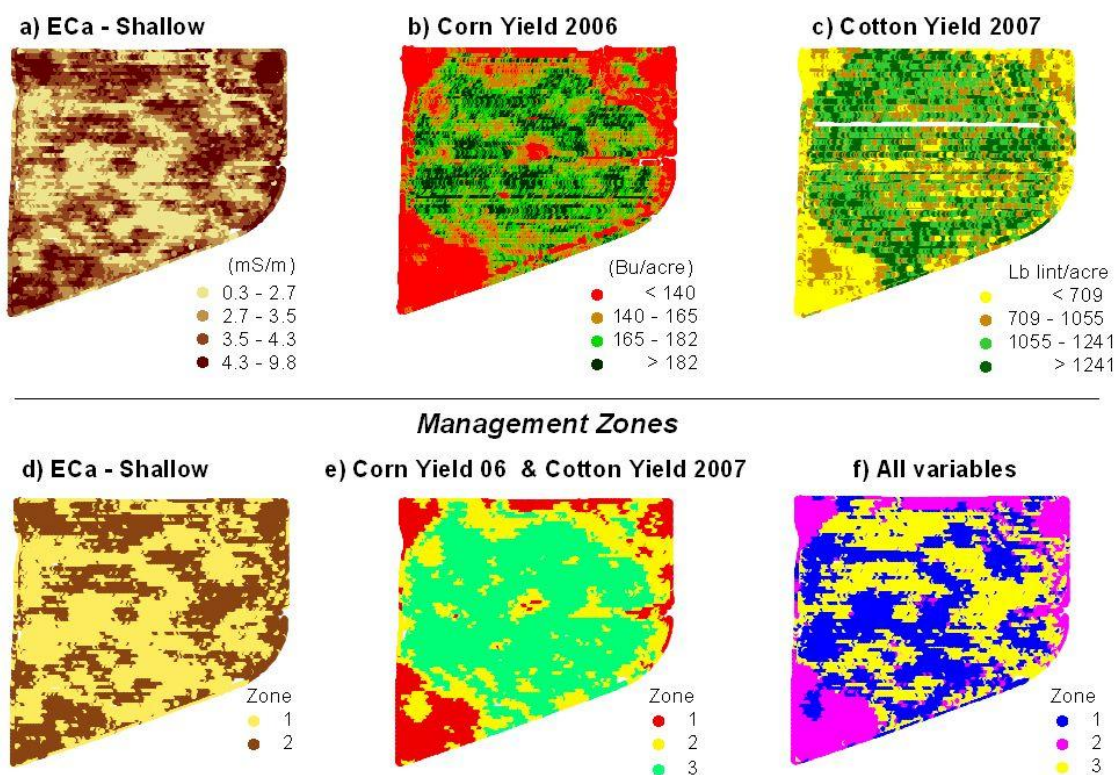 a) ECa - Shallow
b) Corn Yield 2006
c) Cotton Yield 2007
(mS/m)
0.3 - 2.7
2.7 - 3.5
3.5 - 4.3
4.3 - 9.8
(Bu/acre)
< 140
140 - 165
165 - 182
> 182
Lb lint/acre
< 709
709 - 1055
1055 - 1241
> 1241
Management Zones
d) ECa - Shallow
e) Corn Yield 06 & Cotton Yield 2007
f) All variables
Zone
1
2
Zone
1
2
3
Zone
1
2
3